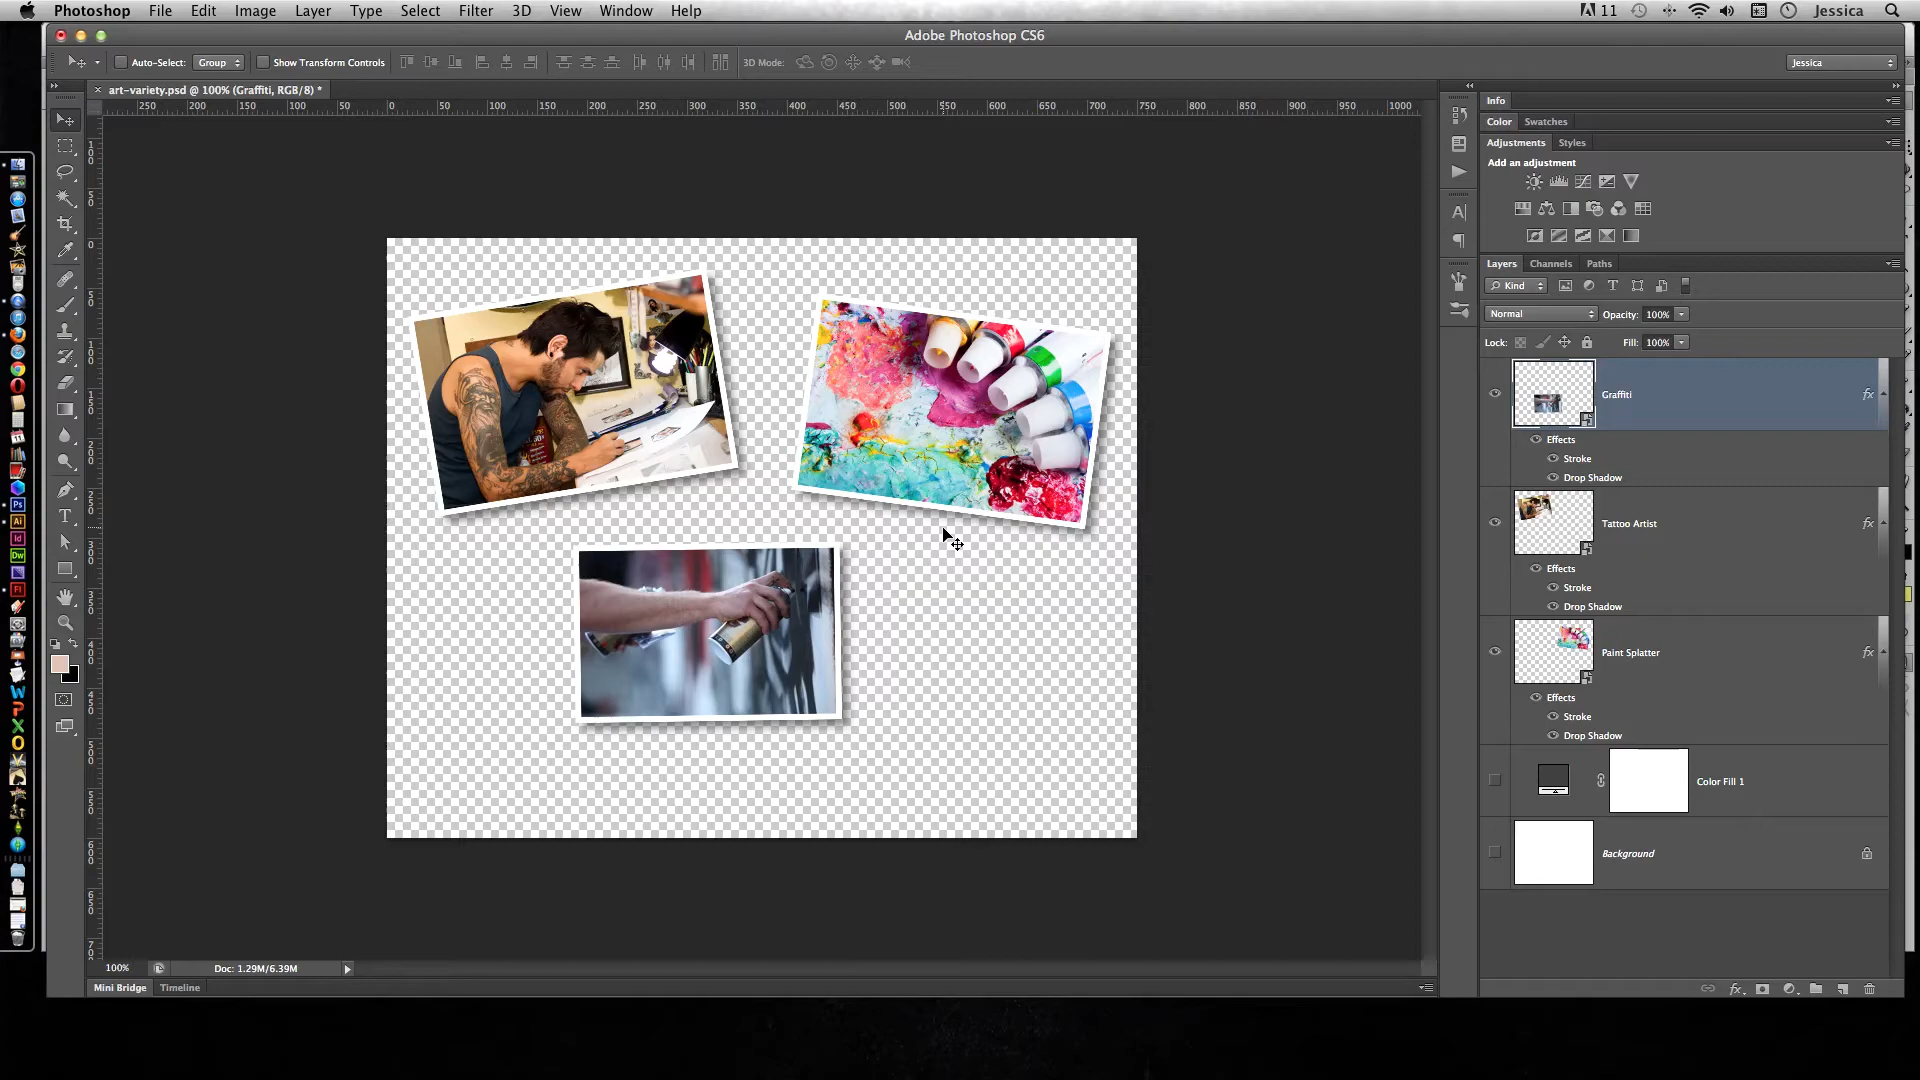 Photoshop File Edit Image Layer Type Select Filter 3D View Window Help 11 Jessica
Adobe Photoshop CS6
Auto-Select: Group Show Transform Controls 3D Mode: Jessica
art-variety.psd @ 100% (Graffiti, RGB/8) *
250 200 150 100 50 0 50 100 150 200 250 300 350 400 450 500 550 600 650 700 750 800 850 900 950 1000
Info
Color Swatches
Adjustments Styles
Add an adjustment
Layers Channels Paths
Kind
Normal Opacity: 100%
Lock: Fill: 100%
Graffiti fx
Effects
Stroke
Drop Shadow
Tattoo Artist fx
Effects
Stroke
Drop Shadow
Paint Splatter fx
Effects
Stroke
Drop Shadow
Color Fill 1
Background
100% Doc: 1.29M/6.39M
Mini Bridge Timeline